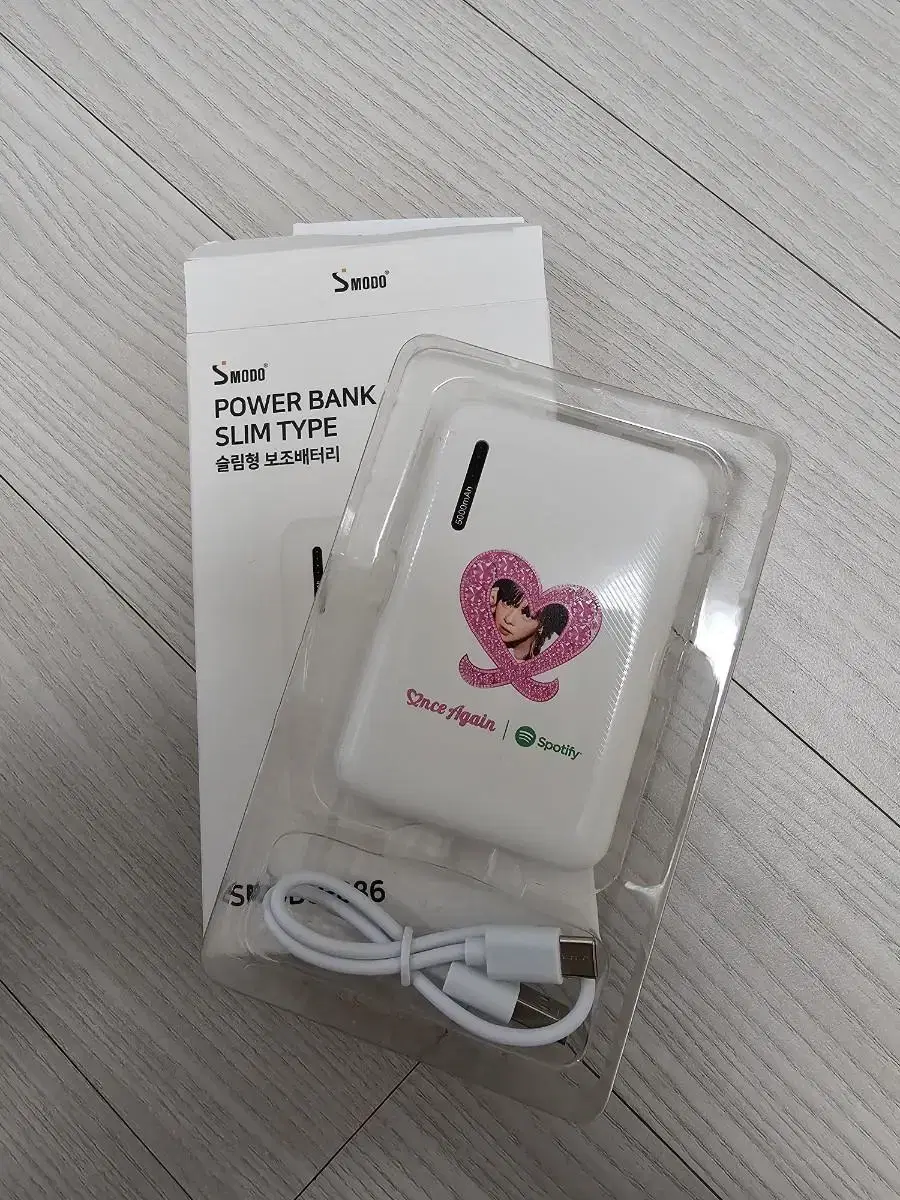 SMODO
SMODO
POWER BANK
SLIM TYPE
슬림형 보조배터리
5000mAh
Once Again | Spotify